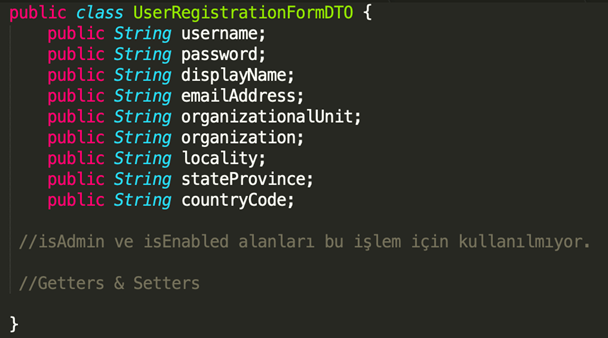 public class UserRegistrationFormDTO {
public String username;
public String password;
public String displayName;
public String emailAddress;
public String organizationalUnit;
public String organization;
public String locality;
public String stateProvince;
public String countryCode;
//isAdmin ve isEnabled alanları bu işlem için kullanılmıyor.
//Getters & Setters
}